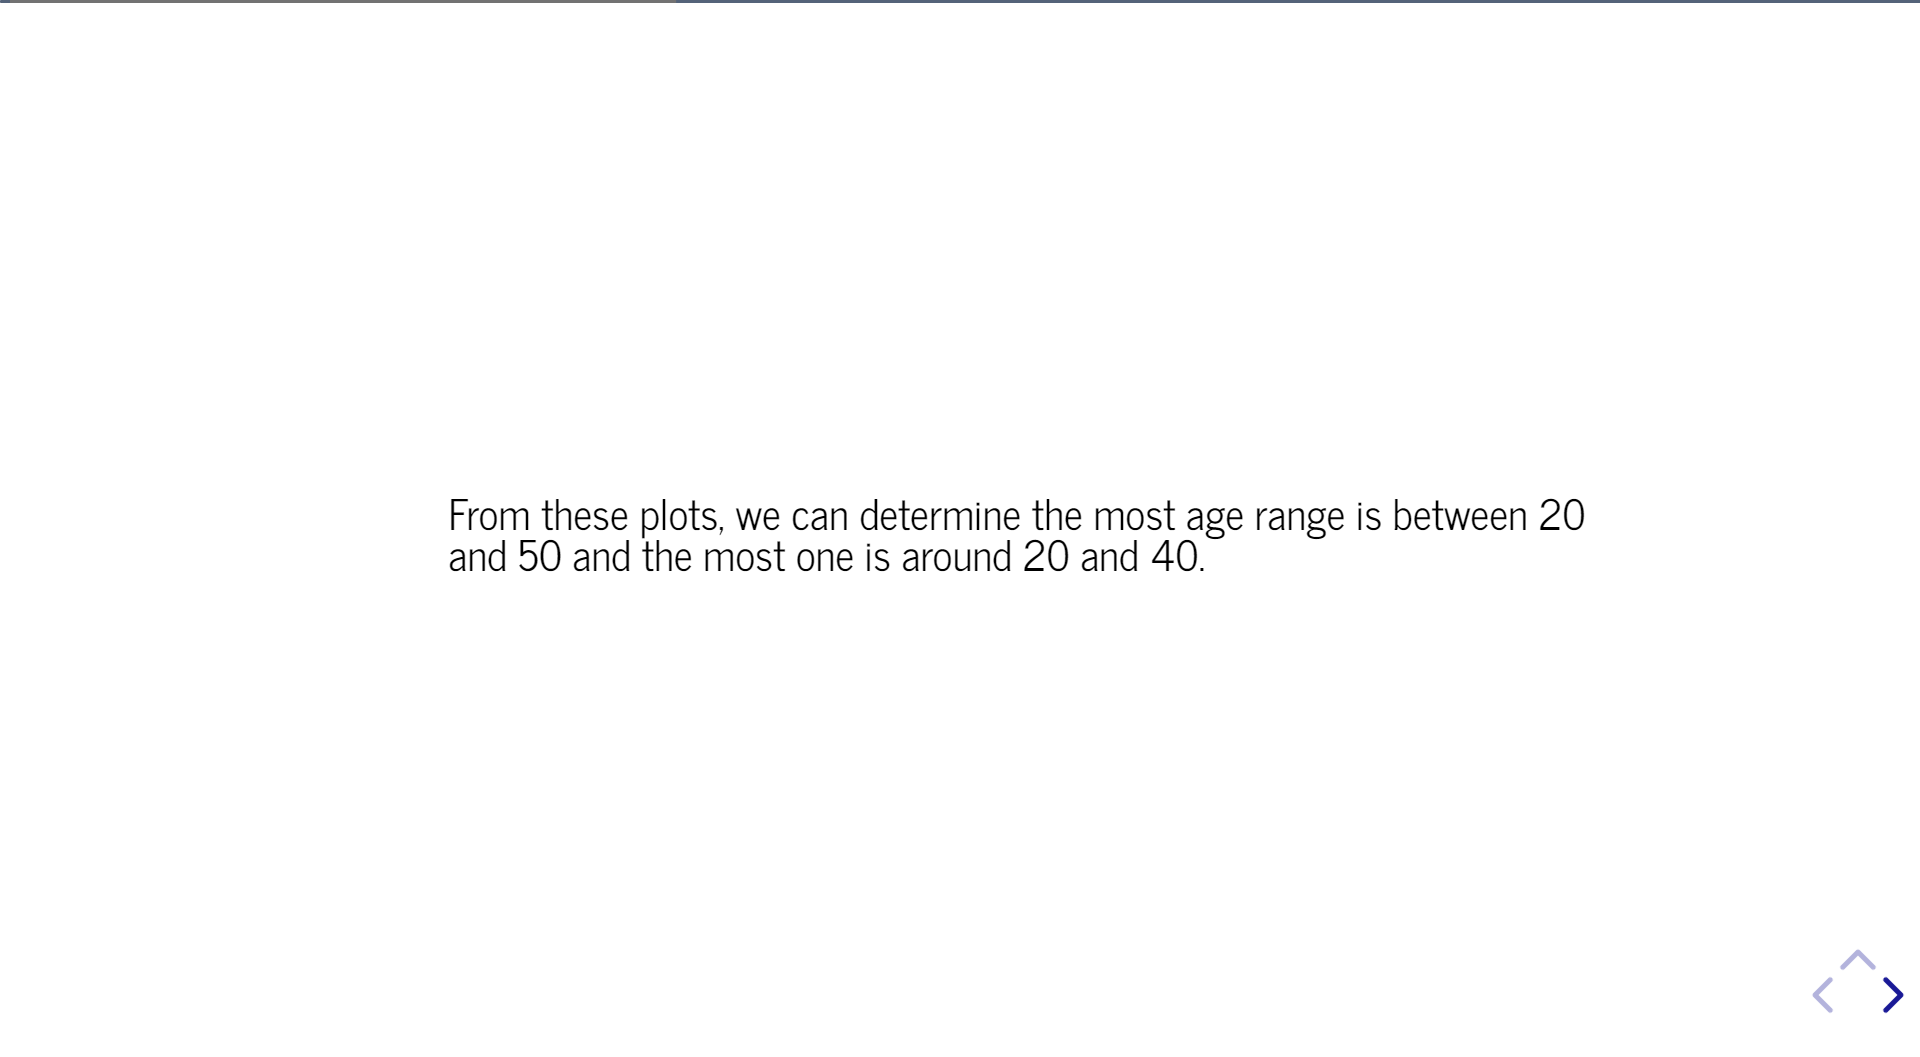 From these plots, we can determine the most age range is between 20
and 50 and the most one is around 20 and 40.